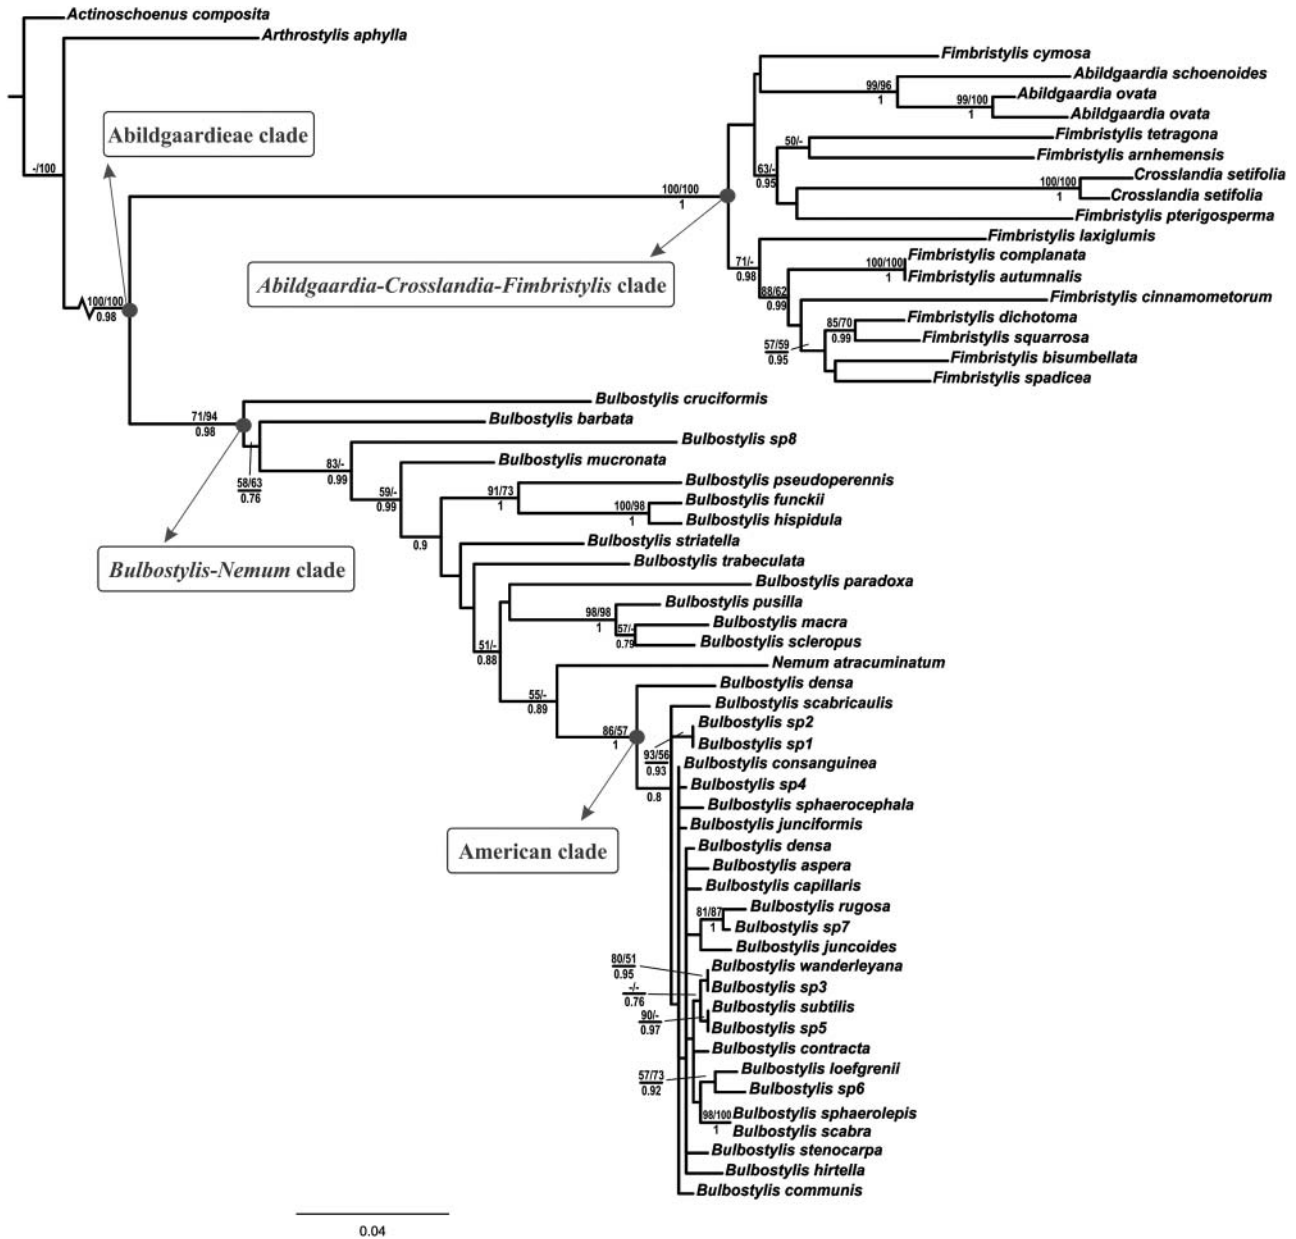 Actinoschoenus composita
Arthrostylis aphylla
Fimbristylis cymosa
Abildgaardia schoenoides
99/96
1
Abildgaardia ovata
99/100
1
Abildgaardia ovata
Abildgaardieae clade
Fimbristylis tetragona
50/-
Fimbristylis arnhemensis
-/100
63/-
0.95
Crosslandia setifolia
100/100
1
Crosslandia setifolia
100/100
1
Fimbristylis pterigosperma
Fimbristylis laxiglumis
Fimbristylis complanata
71/-
0.98
100/100
1
Fimbristylis autumnalis
Abildgaardia-Crosslandia-Fimbristylis clade
88/62
0.99
Fimbristylis cinnamometorum
100/100
0.98
Fimbristylis dichotoma
85/70
0.99
Fimbristylis squarrosa
57/59
0.95
Fimbristylis bisumbellata
Fimbristylis spadicea
Bulbostylis cruciformis
71/94
0.98
Bulbostylis barbata
Bulbostylis sp8
58/63
0.76
83/-
0.99
Bulbostylis mucronata
59/-
0.99
Bulbostylis pseudoperennis
91/73
1
Bulbostylis funckii
100/98
1
Bulbostylis hispidula
0.9
Bulbostylis striatella
Bulbostylis trabeculata
Bulbostylis-Nemum clade
Bulbostylis paradoxa
Bulbostylis pusilla
98/98
1
Bulbostylis macra
57/-
0.79
Bulbostylis scleropus
51/-
0.88
Nemum atracuminatum
Bulbostylis densa
55/-
0.89
Bulbostylis scabricaulis
Bulbostylis sp2
86/57
1
Bulbostylis sp1
93/56
0.93
Bulbostylis consanguinea
Bulbostylis sp4
0.8
Bulbostylis sphaerocephala
Bulbostylis junciformis
American clade
Bulbostylis densa
Bulbostylis aspera
Bulbostylis capillaris
Bulbostylis rugosa
81/87
1
Bulbostylis sp7
Bulbostylis juncoides
80/51
0.95
Bulbostylis wanderleyana
Bulbostylis sp3
-/-
0.76
Bulbostylis subtilis
90/-
0.97
Bulbostylis sp5
Bulbostylis contracta
Bulbostylis loefgrenii
57/73
0.92
Bulbostylis sp6
98/100
1
Bulbostylis sphaerolepis
Bulbostylis scabra
Bulbostylis stenocarpa
Bulbostylis hirtella
Bulbostylis communis
0.04